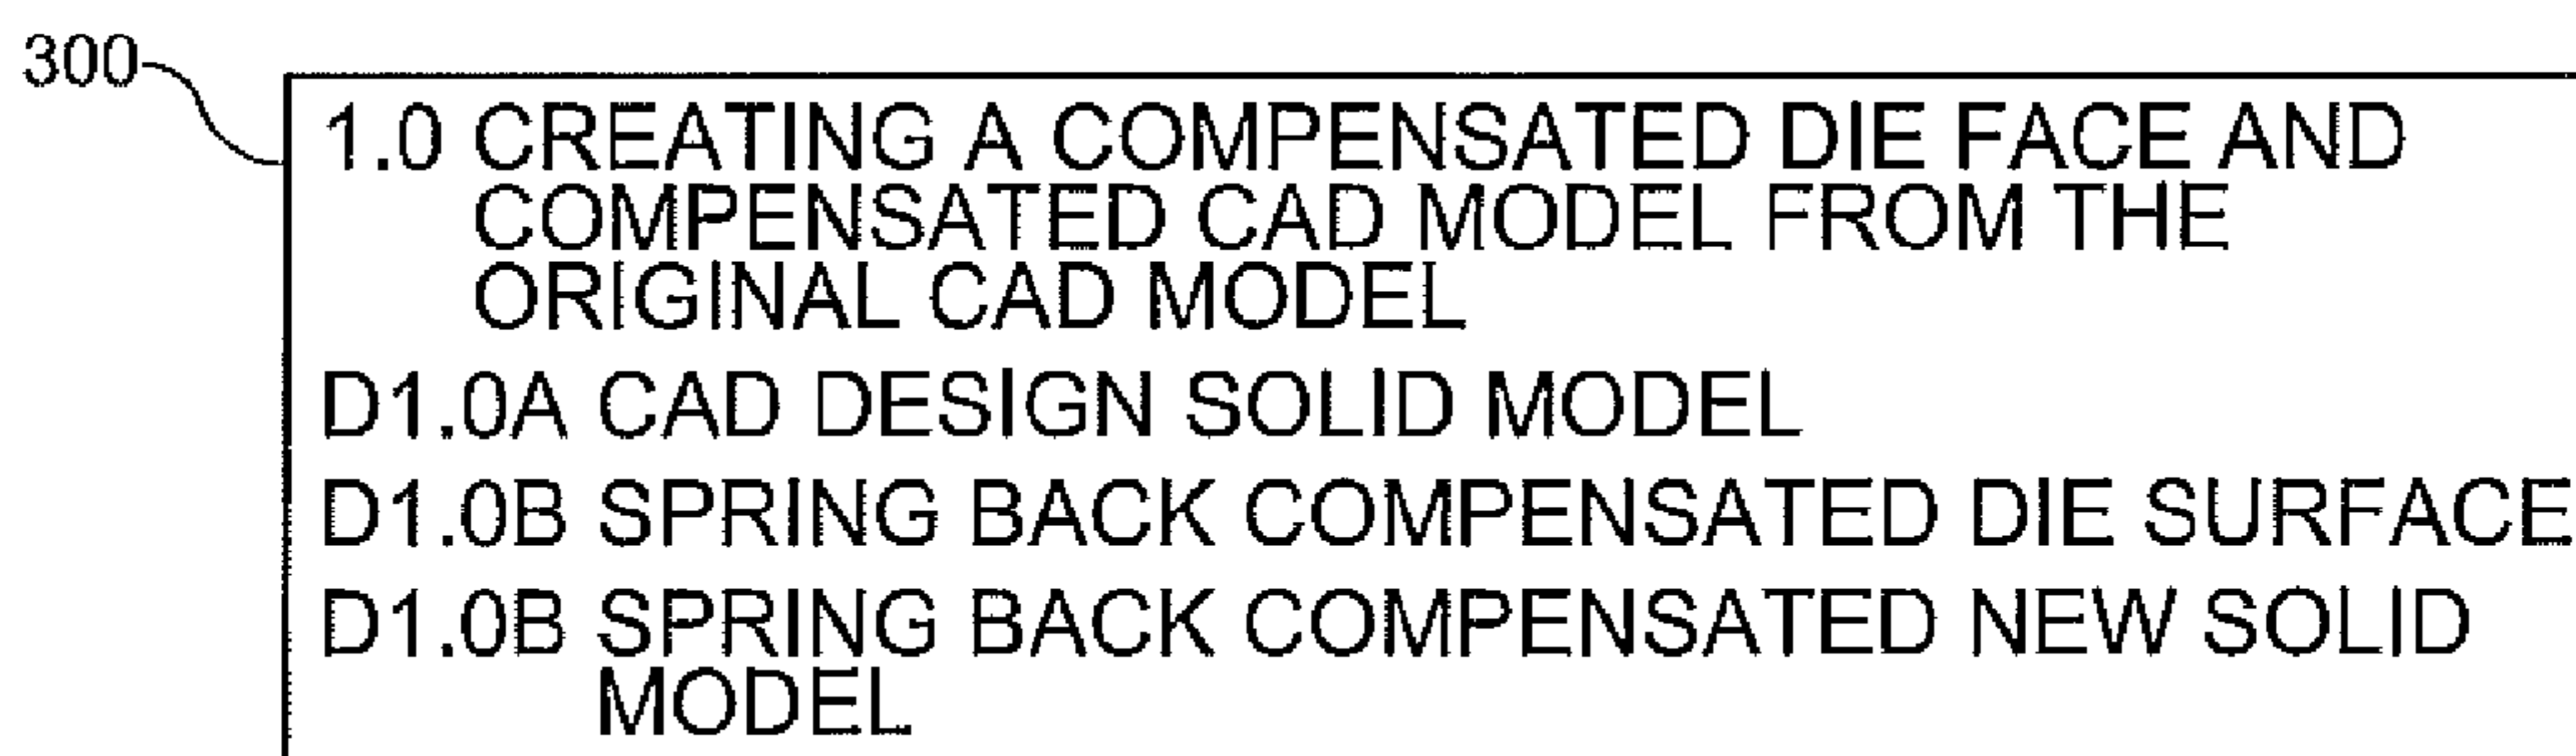 300
1.0 CREATING A COMPENSATED DIE FACE AND
COMPENSATED CAD MODEL FROM THE
ORIGINAL CAD MODEL
D1.0A CAD DESIGN SOLID MODEL
D1.0B SPRING BACK COMPENSATED DIE SURFACE
D1.0B SPRING BACK COMPENSATED NEW SOLID
MODEL